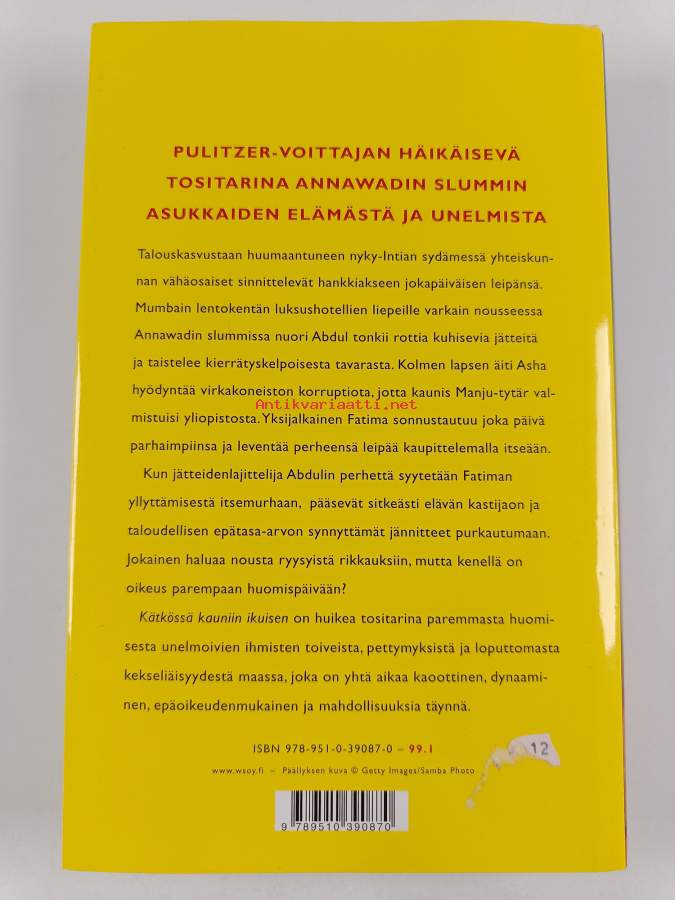 PULITZER-VOITTAJAN HÄIKÄISEVÄ
TOSITARINA ANNAWADIN SLUMMIN
ASUKKAIDEN ELÄMÄSTÄ JA UNELMISTA
Talouskasvustaan huumaantuneen nyky-Intian sydämessä yhteiskun-
nan vähäosaiset sinnittelevät hankkiakseen jokapäiväisen leipänsä.
Mumbain lentokentän luksushotellien liepeille varkain nousseessa
Annawadin slummissa nuori Abdul tonkii rottia kuhisevia jätteitä
ja taistelee kierrätyskelpoisesta tavarasta. Kolmen lapsen äiti Asha
hyödyntää virkakoneiston korruptiota, jotta kaunis Manju-tytär val-
Antikvariaatti.net
mistuisi yliopistosta. Yksijalkainen Fatima sonnustautuu joka päivä
parhaimpiinsa ja leventää perheensä leipää kaupittelemalla itseään.
Kun jätteidenlajittelija Abdulin perhettä syytetään Fatiman
yllyttämisestä itsemurhaan, pääsevät sitkeästi elävän kastijaon ja
taloudellisen epätasa-arvon synnyttämät jännitteet purkautumaan.
Jokainen haluaa nousta ryysyistä rikkauksiin, mutta kenellä on
oikeus parempaan huomispäivään?
Kätkössä kauniin ikuisen on huikea tositarina paremmasta huomi-
sesta unelmoivien ihmisten toiveista, pettymyksistä ja loputtomasta
kekseliäisyydestä maassa, joka on yhtä aikaa kaoottinen, dynaami-
nen, epäoikeudenmukainen ja mahdollisuuksia täynnä.
ISBN 978-951-0-39087-0 – 99.1
12
www.wsoy.fi – Päällyksen kuva © Getty Images/Samba Photo
9 789510 390870